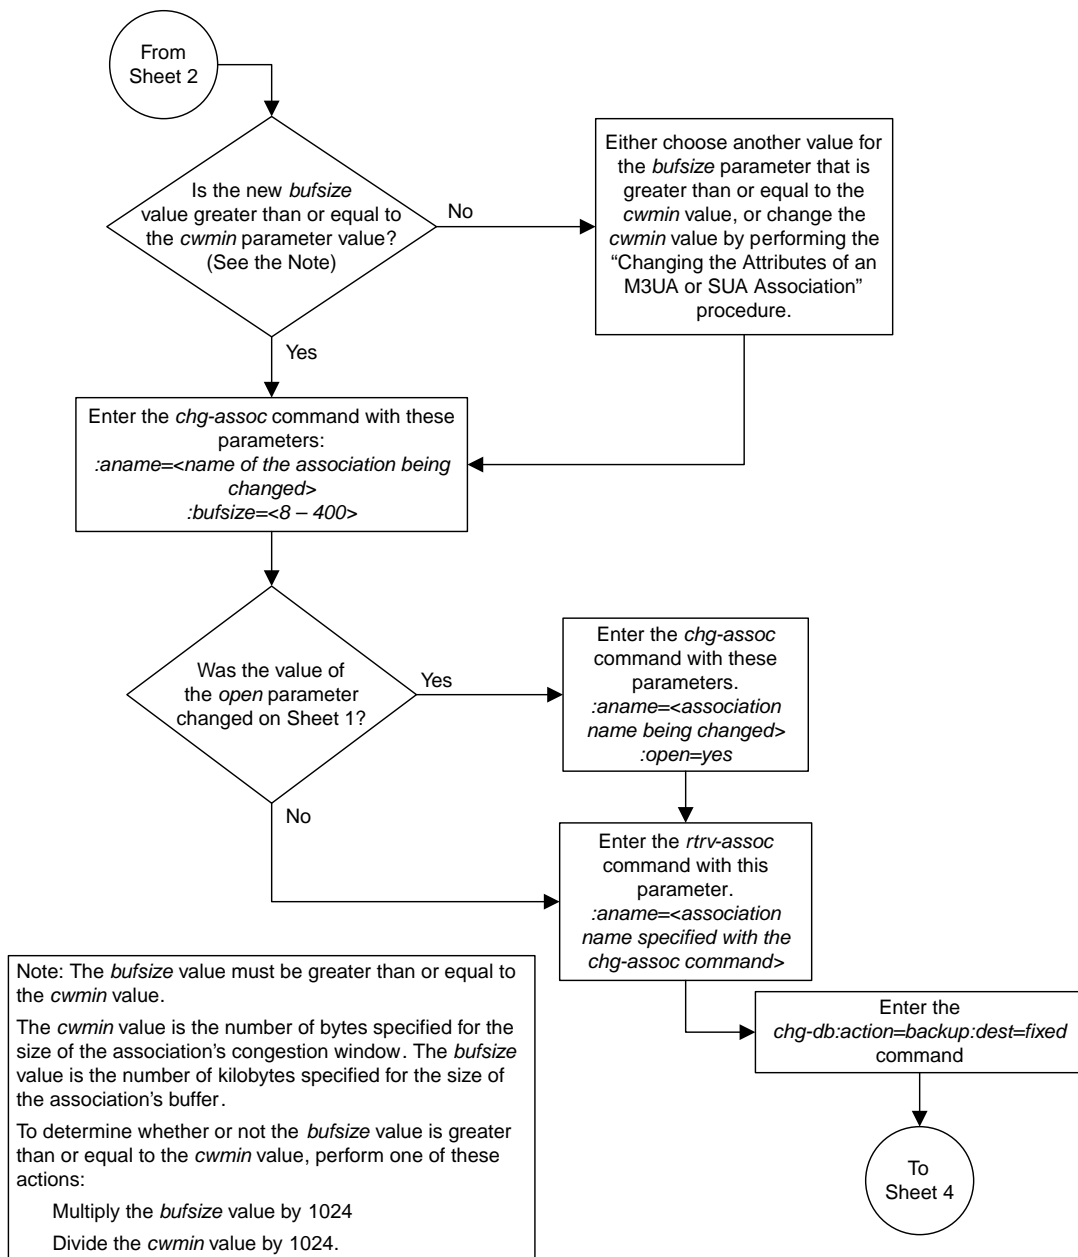 From
Sheet 2
Is the new bufsize
value greater than or equal to
the cwmin parameter value?
(See the Note)
No
Either choose another value for
the bufsize parameter that is
greater than or equal to the
cwmin value, or change the
cwmin value by performing the
“Changing the Attributes of an
M3UA or SUA Association”
procedure.
Yes
Enter the chg-assoc command with these
parameters:
:aname=<name of the association being
changed>
:bufsize=<8 – 400>
Was the value of
the open parameter
changed on Sheet 1?
Yes
Enter the chg-assoc
command with these
parameters.
:aname=<association
name being changed>
:open=yes
No
Enter the rtrv-assoc
command with this
parameter.
:aname=<association
name specified with the
chg-assoc command>
Enter the
chg-db:action=backup:dest=fixed
command
To
Sheet 4
Note: The bufsize value must be greater than or equal to
the cwmin value.
The cwmin value is the number of bytes specified for the
size of the association’s congestion window. The bufsize
value is the number of kilobytes specified for the size of
the association’s buffer.
To determine whether or not the bufsize value is greater
than or equal to the cwmin value, perform one of these
actions:
Multiply the bufsize value by 1024
Divide the cwmin value by 1024.